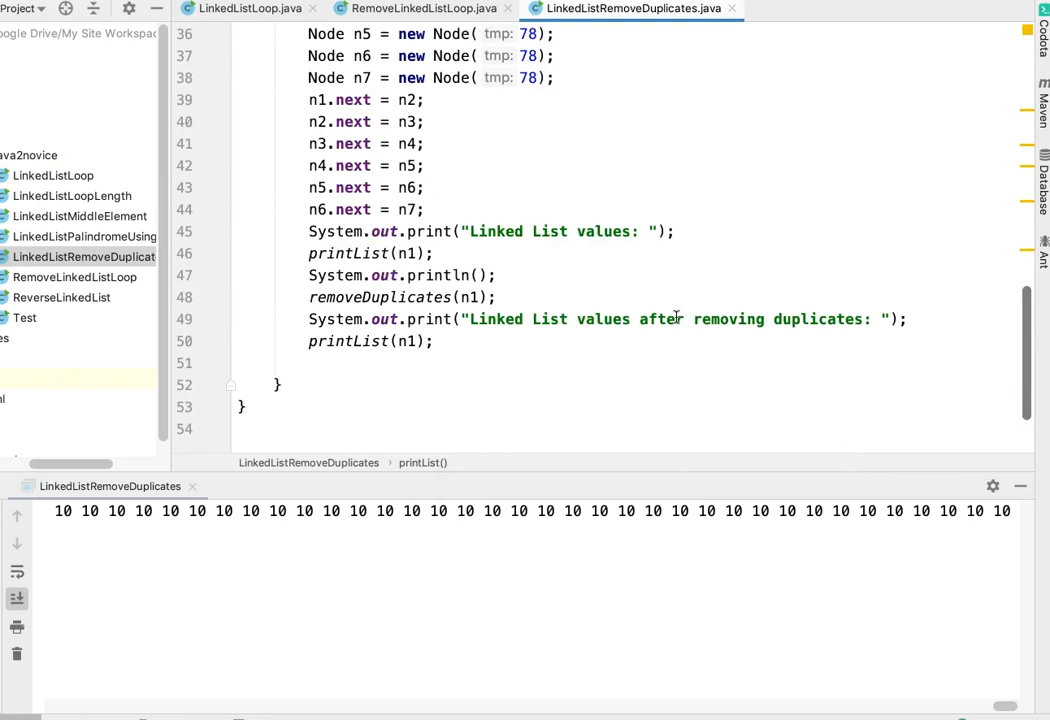 Project
LinkedListLoop.java
RemoveLinkedListLoop.java
LinkedListRemoveDuplicates.java
oogle Drive/My Site Workspac
ava2novice
LinkedListLoop
LinkedListLoopLength
LinkedListMiddleElement
LinkedListPalindromeUsing
LinkedListRemoveDuplicat
RemoveLinkedListLoop
ReverseLinkedList
Test
es
nl
36 Node n5 = new Node( tmp: 78);
37 Node n6 = new Node( tmp: 78);
38 Node n7 = new Node( tmp: 78);
39 n1.next = n2;
40 n2.next = n3;
41 n3.next = n4;
42 n4.next = n5;
43 n5.next = n6;
44 n6.next = n7;
45 System.out.print("Linked List values: ");
46 printList(n1);
47 System.out.println();
48 removeDuplicates(n1);
49 System.out.print("Linked List values after removing duplicates: ");
50 printList(n1);
51
52 }
53 }
54
Codota
Maven
Database
Ant
LinkedListRemoveDuplicates › printList()
LinkedListRemoveDuplicates
10 10 10 10 10 10 10 10 10 10 10 10 10 10 10 10 10 10 10 10 10 10 10 10 10 10 10 10 10 10 10 10 10 10 10 10